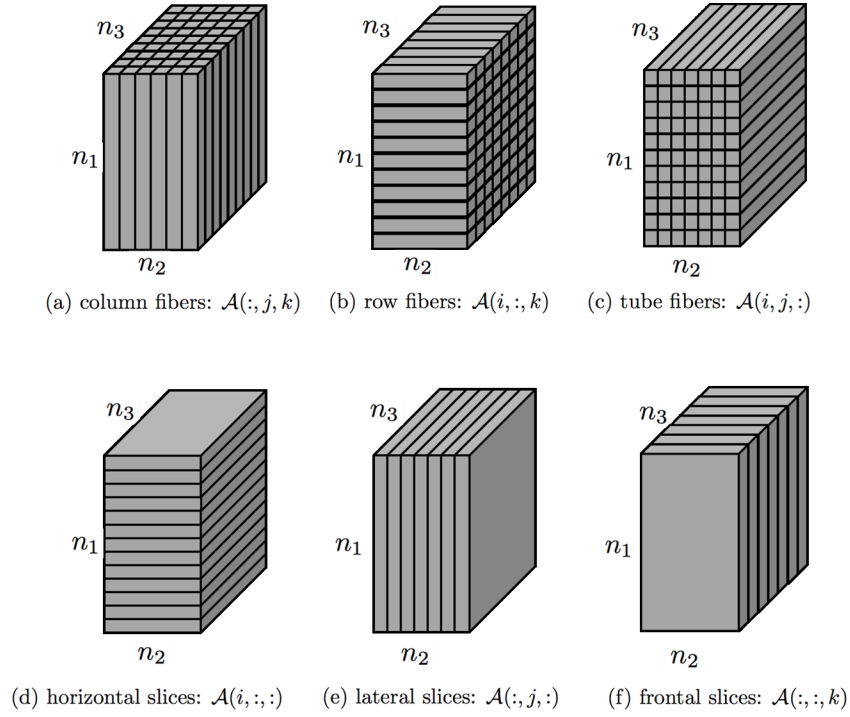 n₃ n₃ n₃
n₁ n₁ n₁
n₂ n₂ n₂
(a) column fibers: 𝒜(:, j, k) (b) row fibers: 𝒜(i, :, k) (c) tube fibers: 𝒜(i, j, :)
n₃ n₃ n₃
n₁ n₁ n₁
n₂ n₂ n₂
(d) horizontal slices: 𝒜(i, :, :) (e) lateral slices: 𝒜(:, j, :) (f) frontal slices: 𝒜(:, :, k)